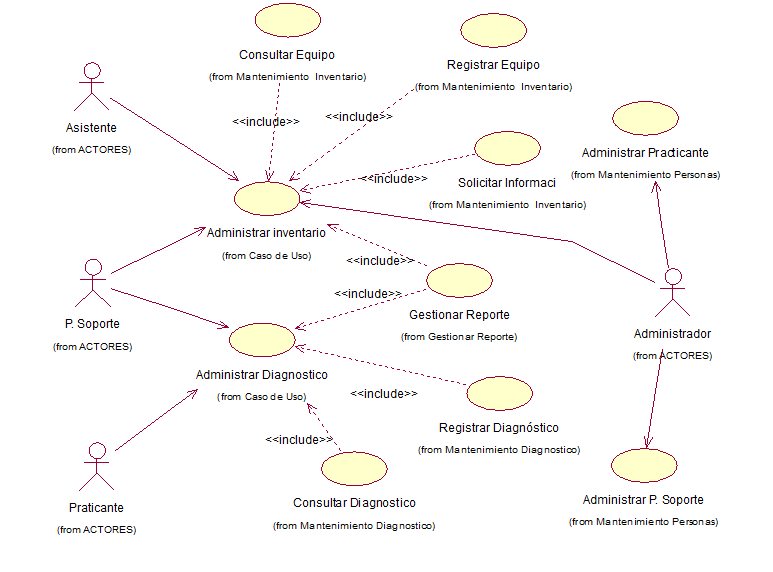 Consultar Equipo
(from Mantenimiento Inventario)
Registrar Equipo
(from Mantenimiento Inventario)
<<include>>
<<include>>
Asistente
(from ACTORES)
Administrar Practicante
(from Mantenimiento Personas)
<<include>>
Solicitar Informaci
(from Mantenimiento Inventario)
Administrar inventario
(from Caso de Uso)
<<include>>
<<include>>
P. Soporte
(from ACTORES)
Gestionar Reporte
(from Gestionar Reporte)
Administrador
(from ACTORES)
Administrar Diagnostico
(from Caso de Uso)
<<include>>
Registrar Diagnóstico
(from Mantenimiento Diagnostico)
<<include>>
Praticante
(from ACTORES)
Consultar Diagnostico
(from Mantenimiento Diagnostico)
Administrar P. Soporte
(from Mantenimiento Personas)